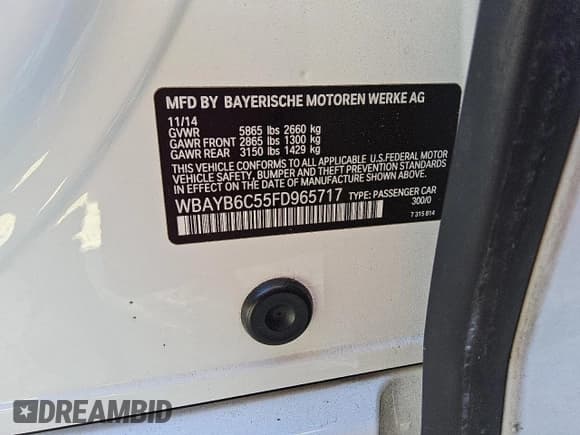 MFD BY BAYERISCHE MOTOREN WERKE AG
11/14
GVWR 5865 lbs 2660 kg
GAWR FRONT 2865 lbs 1300 kg
GAWR REAR 3150 lbs 1429 kg
THIS VEHICLE CONFORMS TO ALL APPLICABLE U.S.FEDERAL MOTOR
VEHICLE SAFETY, BUMPER AND THEFT PREVENTION STANDARDS
IN EFFECT ON THE DATE OF MANUFACTURE SHOWN ABOVE.
WBAYB6C55FD965717 TYPE: PASSENGER CAR
300/0
7 315 814
DREAMBID